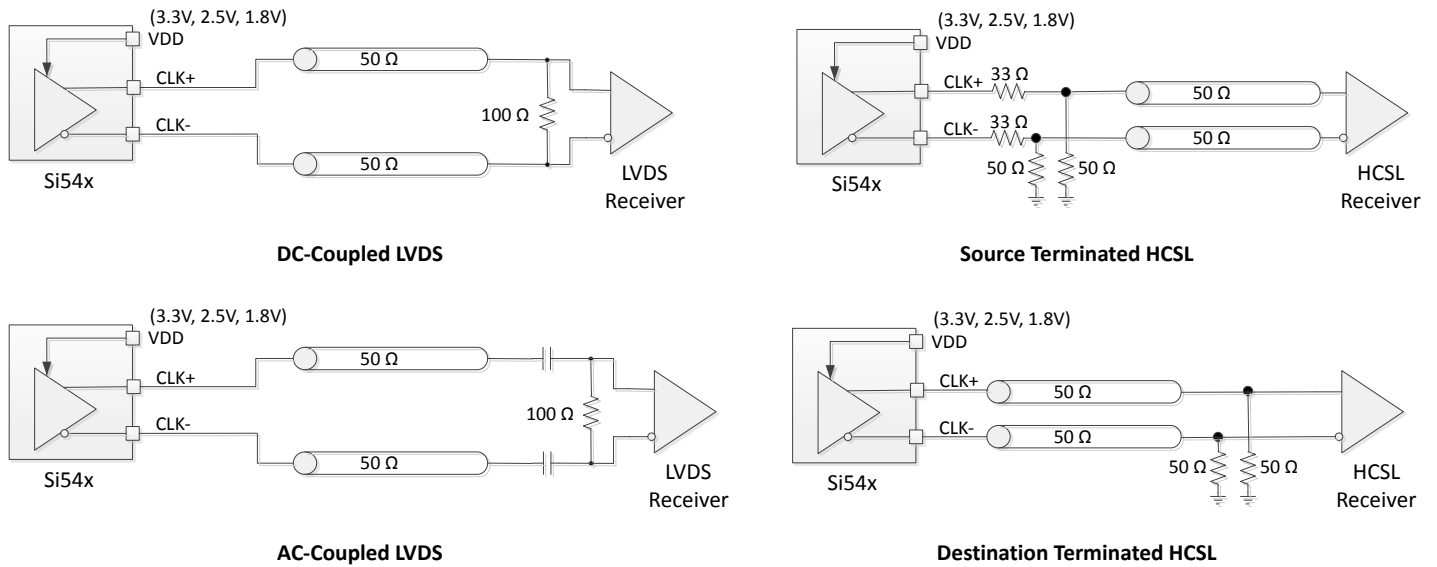 (3.3V, 2.5V, 1.8V)
VDD
CLK+
50 Ω
100 Ω
CLK-
50 Ω
Si54x
LVDS
Receiver
DC-Coupled LVDS
(3.3V, 2.5V, 1.8V)
VDD
CLK+
33 Ω
50 Ω
CLK-
33 Ω
50 Ω
50 Ω
50 Ω
Si54x
HCSL
Receiver
Source Terminated HCSL
(3.3V, 2.5V, 1.8V)
VDD
CLK+
50 Ω
100 Ω
CLK-
50 Ω
Si54x
LVDS
Receiver
AC-Coupled LVDS
(3.3V, 2.5V, 1.8V)
VDD
CLK+
50 Ω
CLK-
50 Ω
50 Ω
50 Ω
Si54x
HCSL
Receiver
Destination Terminated HCSL